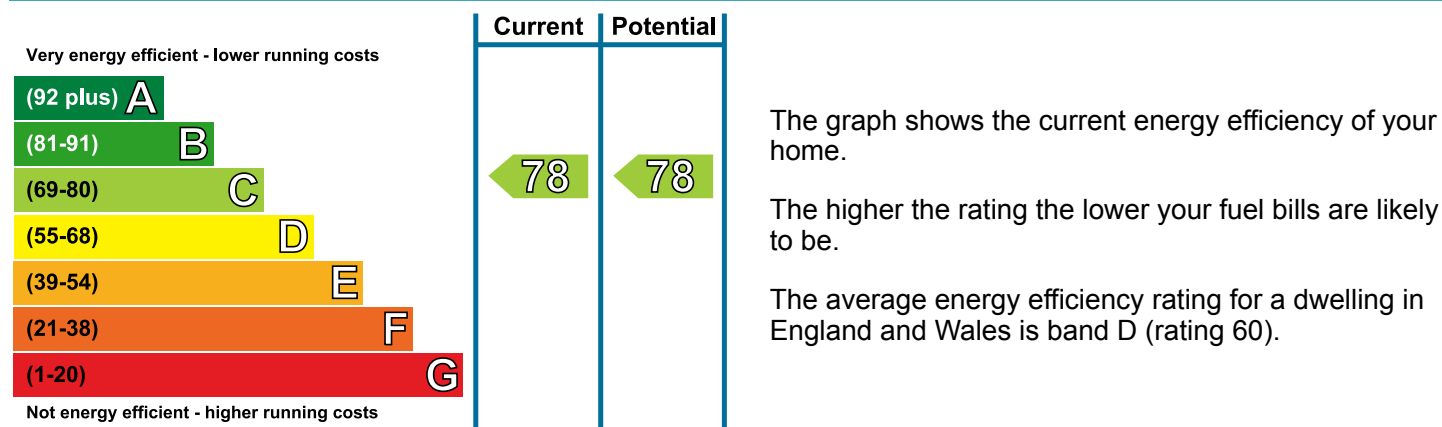 Current Potential
Very energy efficient - lower running costs
(92 plus) A
(81-91) B
(69-80) C
(55-68) D
(39-54) E
(21-38) F
(1-20) G
Not energy efficient - higher running costs
78 78
The graph shows the current energy efficiency of your
home.
The higher the rating the lower your fuel bills are likely
to be.
The average energy efficiency rating for a dwelling in
England and Wales is band D (rating 60).